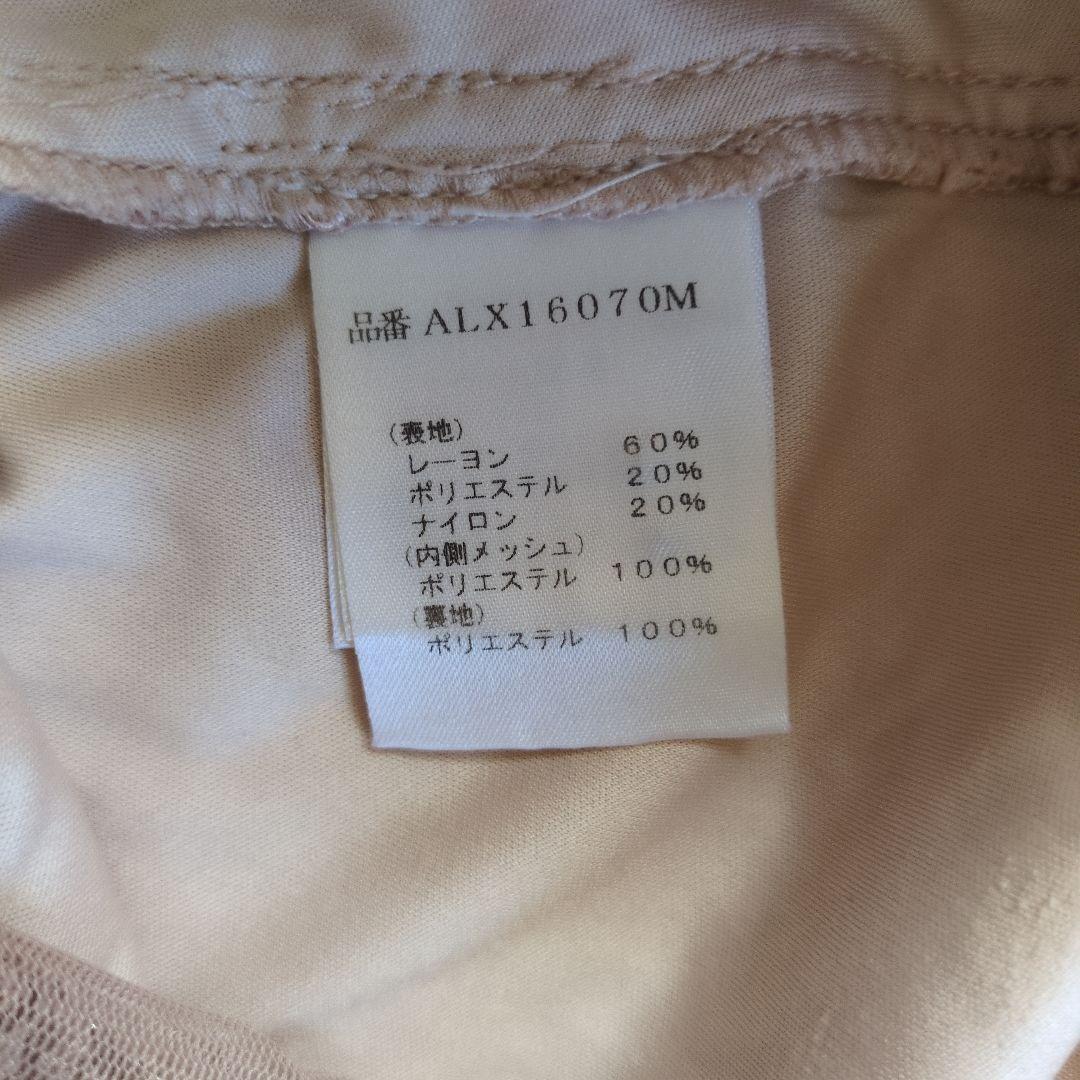 品番 ALX16070M
(表地)
レーヨン 60%
ポリエステル 20%
ナイロン 20%
(内側メッシュ)
ポリエステル 100%
(裏地)
ポリエステル 100%